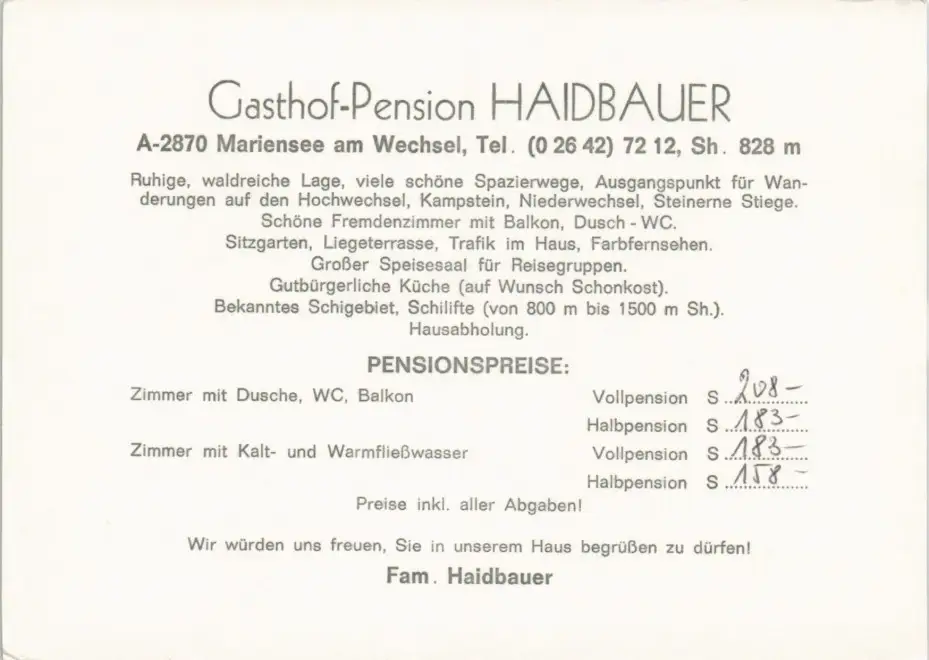 Gasthof-Pension HAIDBAUER
A-2870 Mariensee am Wechsel, Tel. (0 26 42) 72 12, Sh. 828 m
Ruhige, waldreiche Lage, viele schöne Spazierwege, Ausgangspunkt für Wan-
derungen auf den Hochwechsel, Kampstein, Niederwechsel, Steinerne Stiege.
Schöne Fremdenzimmer mit Balkon, Dusch-WC.
Sitzgarten, Liegeterrasse, Trafik im Haus, Farbfernsehen.
Großer Speisesaal für Reisegruppen.
Gutbürgerliche Küche (auf Wunsch Schonkost).
Bekanntes Schigebiet, Schilifte (von 800 m bis 1500 m Sh.).
Hausabholung.
PENSIONSPREISE:
Zimmer mit Dusche, WC, Balkon Vollpension S 208–
Halbpension S 183–
Zimmer mit Kalt- und Warmfließwasser Vollpension S 183–
Halbpension S 158–
Preise inkl. aller Abgaben!
Wir würden uns freuen, Sie in unserem Haus begrüßen zu dürfen!
Fam. Haidbauer